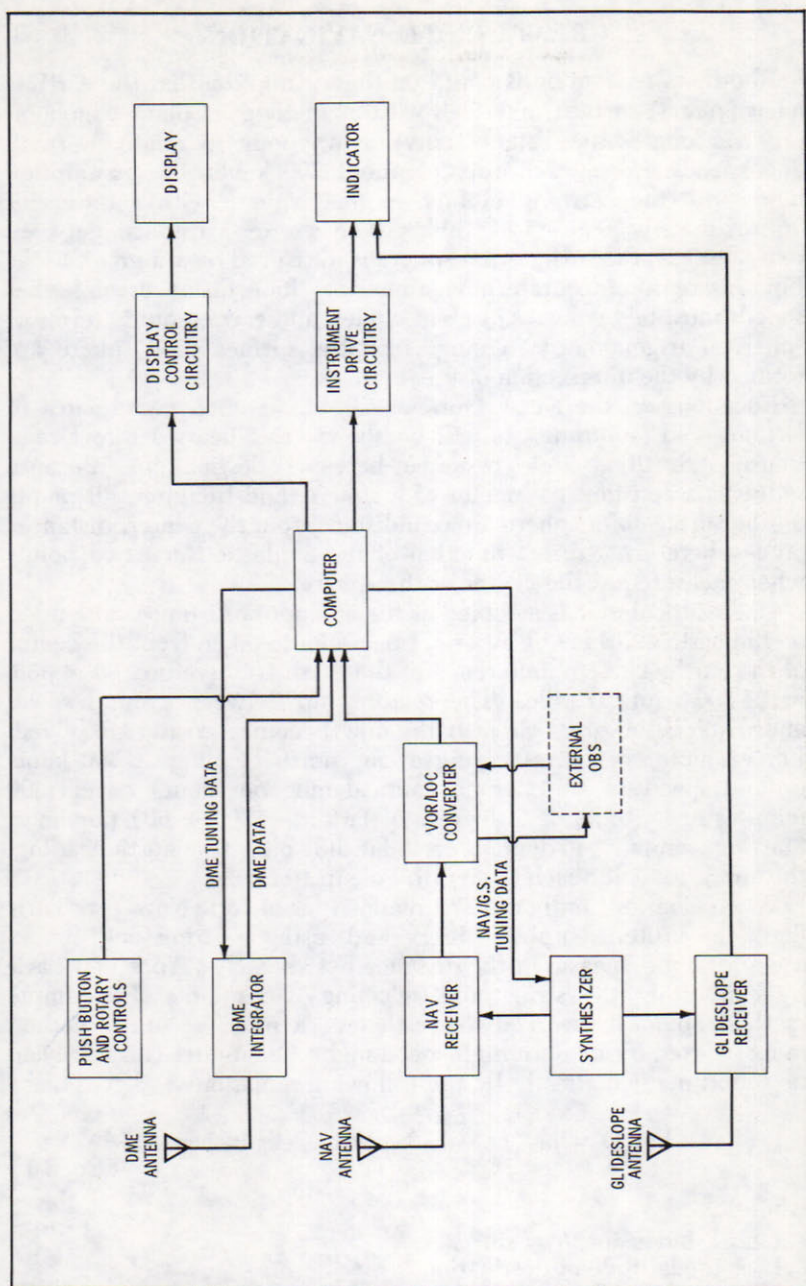 PUSH BUTTON
AND ROTARY
CONTROLS
DME TUNING DATA
DME
ANTENNA
DME
INTEGRATOR
DME DATA
COMPUTER
DISPLAY
CONTROL
CIRCUITRY
DISPLAY
INSTRUMENT
DRIVE
CIRCUITRY
INDICATOR
NAV
ANTENNA
NAV
RECEIVER
VOR/LOC
CONVERTER
EXTERNAL
OBS
NAV/G.S.
TUNING DATA
SYNTHESIZER
GLIDESLOPE
ANTENNA
GLIDESLOPE
RECEIVER